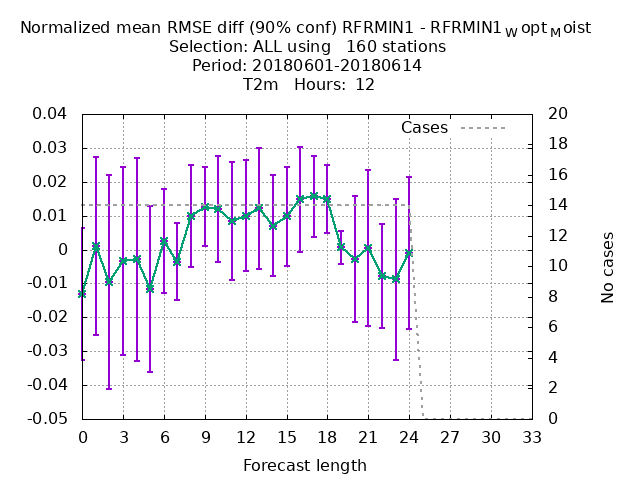 Normalized mean RMSE diff (90% conf) RFRMIN1 - RFRMIN1WoptMoist
Selection: ALL using 160 stations
Period: 20180601-20180614
T2m Hours: 12
Cases
0.04
0.03
0.02
0.01
0
-0.01
-0.02
-0.03
-0.04
-0.05
20
18
16
14
12
10
8
6
4
2
0
No cases
0 3 6 9 12 15 18 21 24 27 30 33
Forecast length